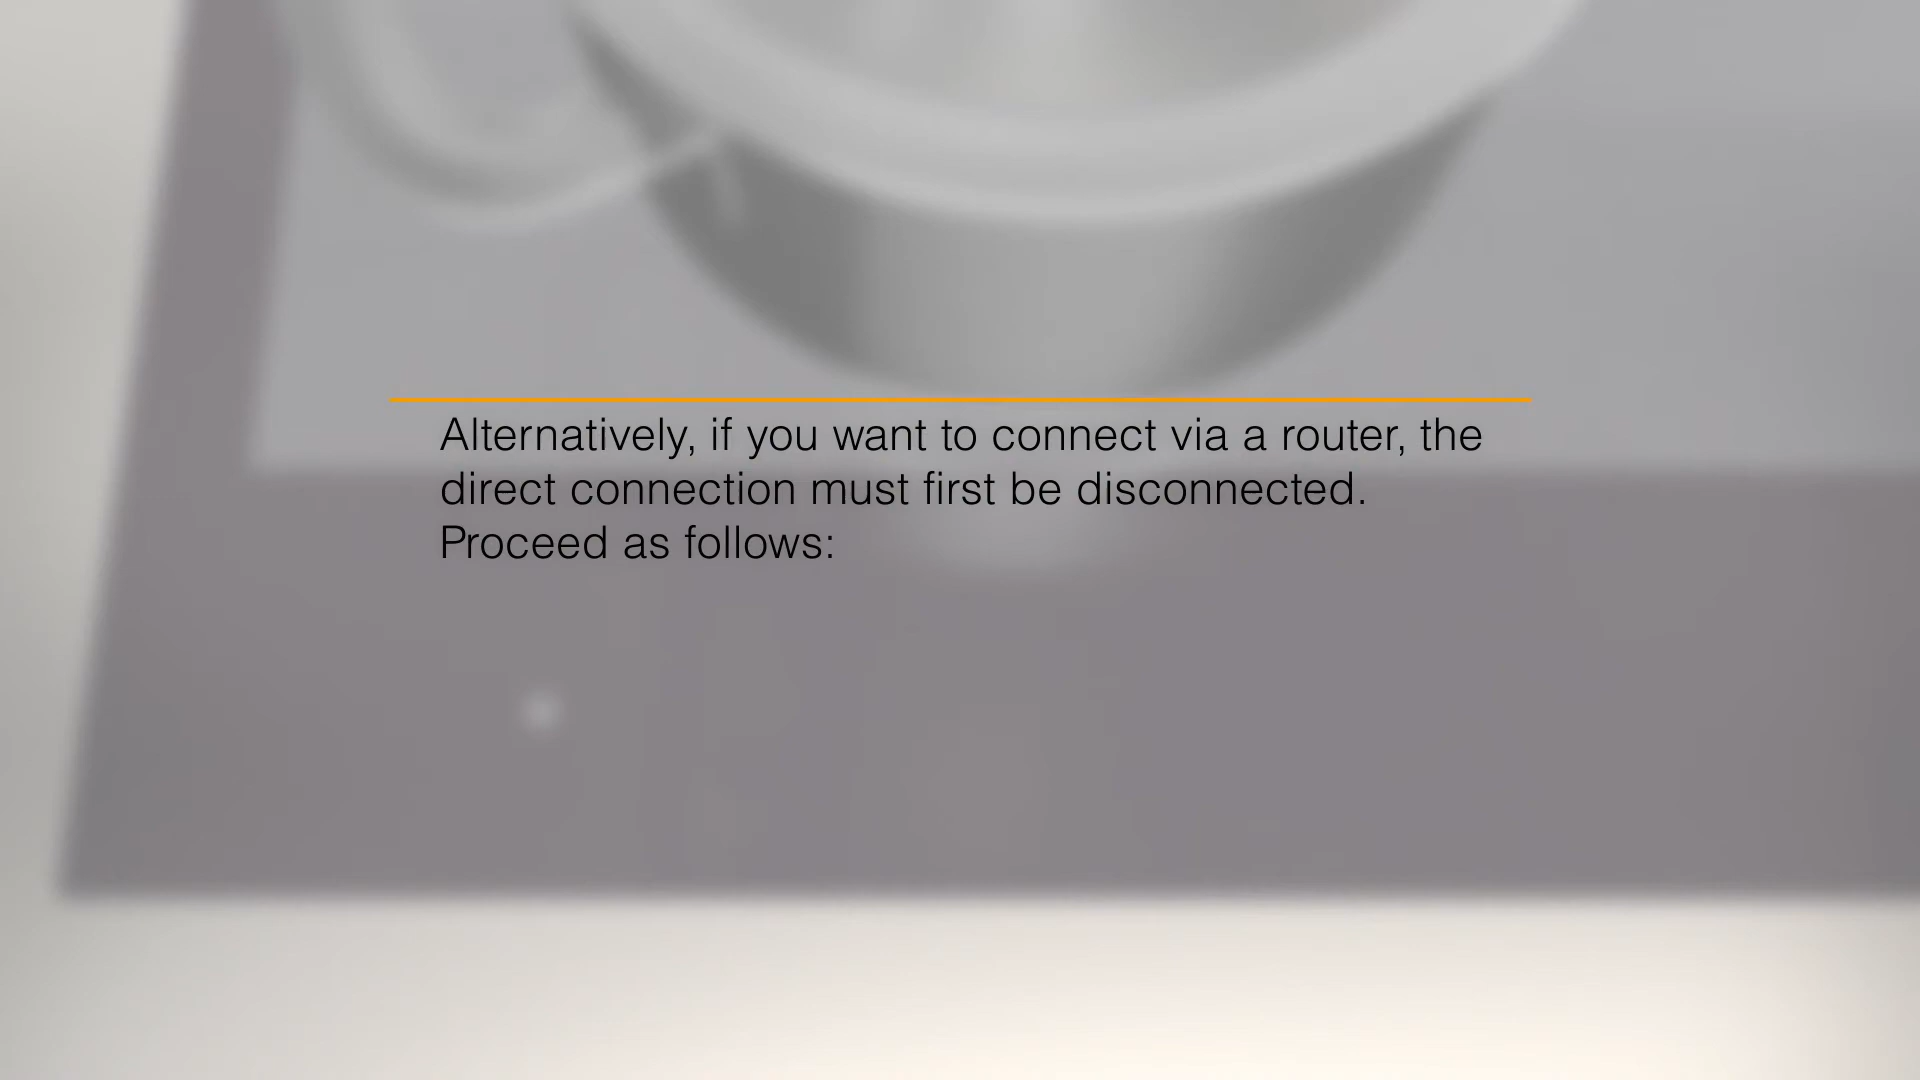 Alternatively, if you want to connect via a router, the
direct connection must first be disconnected.
Proceed as follows: